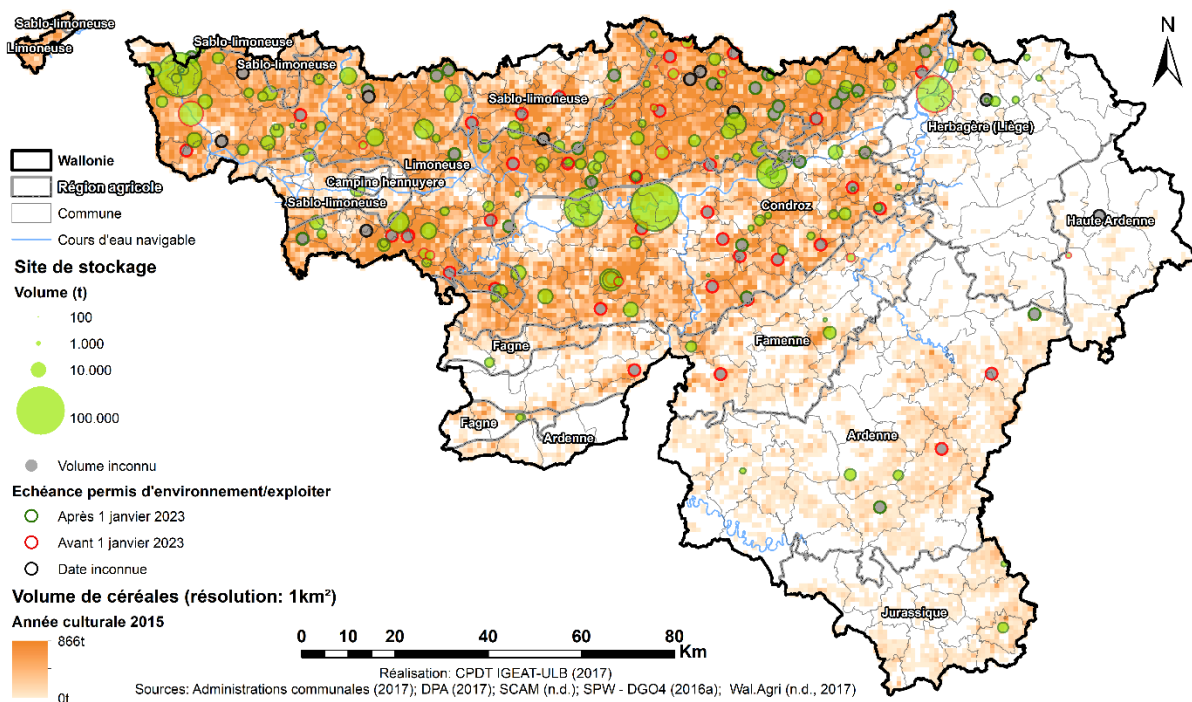 Sablo-limoneuse
Limoneuse
Sablo-limoneuse
Sablo-limoneuse
Sablo-limoneuse
N
Herbagère (Liège)
Limoneuse
Campine hennuyere
Sablo-limoneuse
Condroz
Haute Ardenne
Fagne
Famenne
Fagne
Ardenne
Ardenne
Jurassique
Wallonie
Région agricole
Commune
Cours d'eau navigable
Site de stockage
Volume (t)
100
1.000
10.000
100.000
Volume inconnu
Echéance permis d'environnement/exploiter
Après 1 janvier 2023
Avant 1 janvier 2023
Date inconnue
Volume de céréales (résolution: 1km²)
Année culturale 2015
866t
0t
0 10 20 40 60 80
Km
Réalisation: CPDT IGEAT-ULB (2017)
Sources: Administrations communales (2017); DPA (2017); SCAM (n.d.); SPW - DGO4 (2016a); Wal.Agri (n.d., 2017)